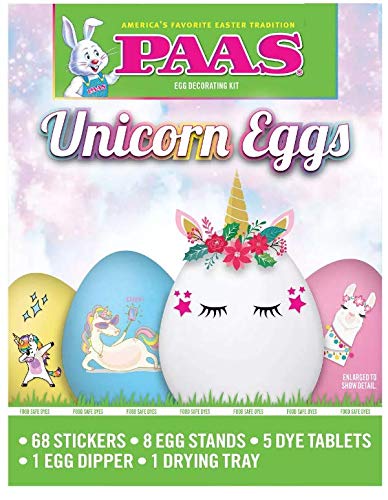 AMERICA'S FAVORITE EASTER TRADITION
PAAS®
EGG DECORATING KIT
Unicorn Eggs
ENLARGED TO
SHOW DETAIL.
FOOD SAFE DYES FOOD SAFE DYES FOOD SAFE DYES FOOD SAFE DYES FOOD SAFE DYES FOOD SAFE DYES FOOD SAFE DYES
• 68 STICKERS • 8 EGG STANDS • 5 DYE TABLETS
• 1 EGG DIPPER • 1 DRYING TRAY